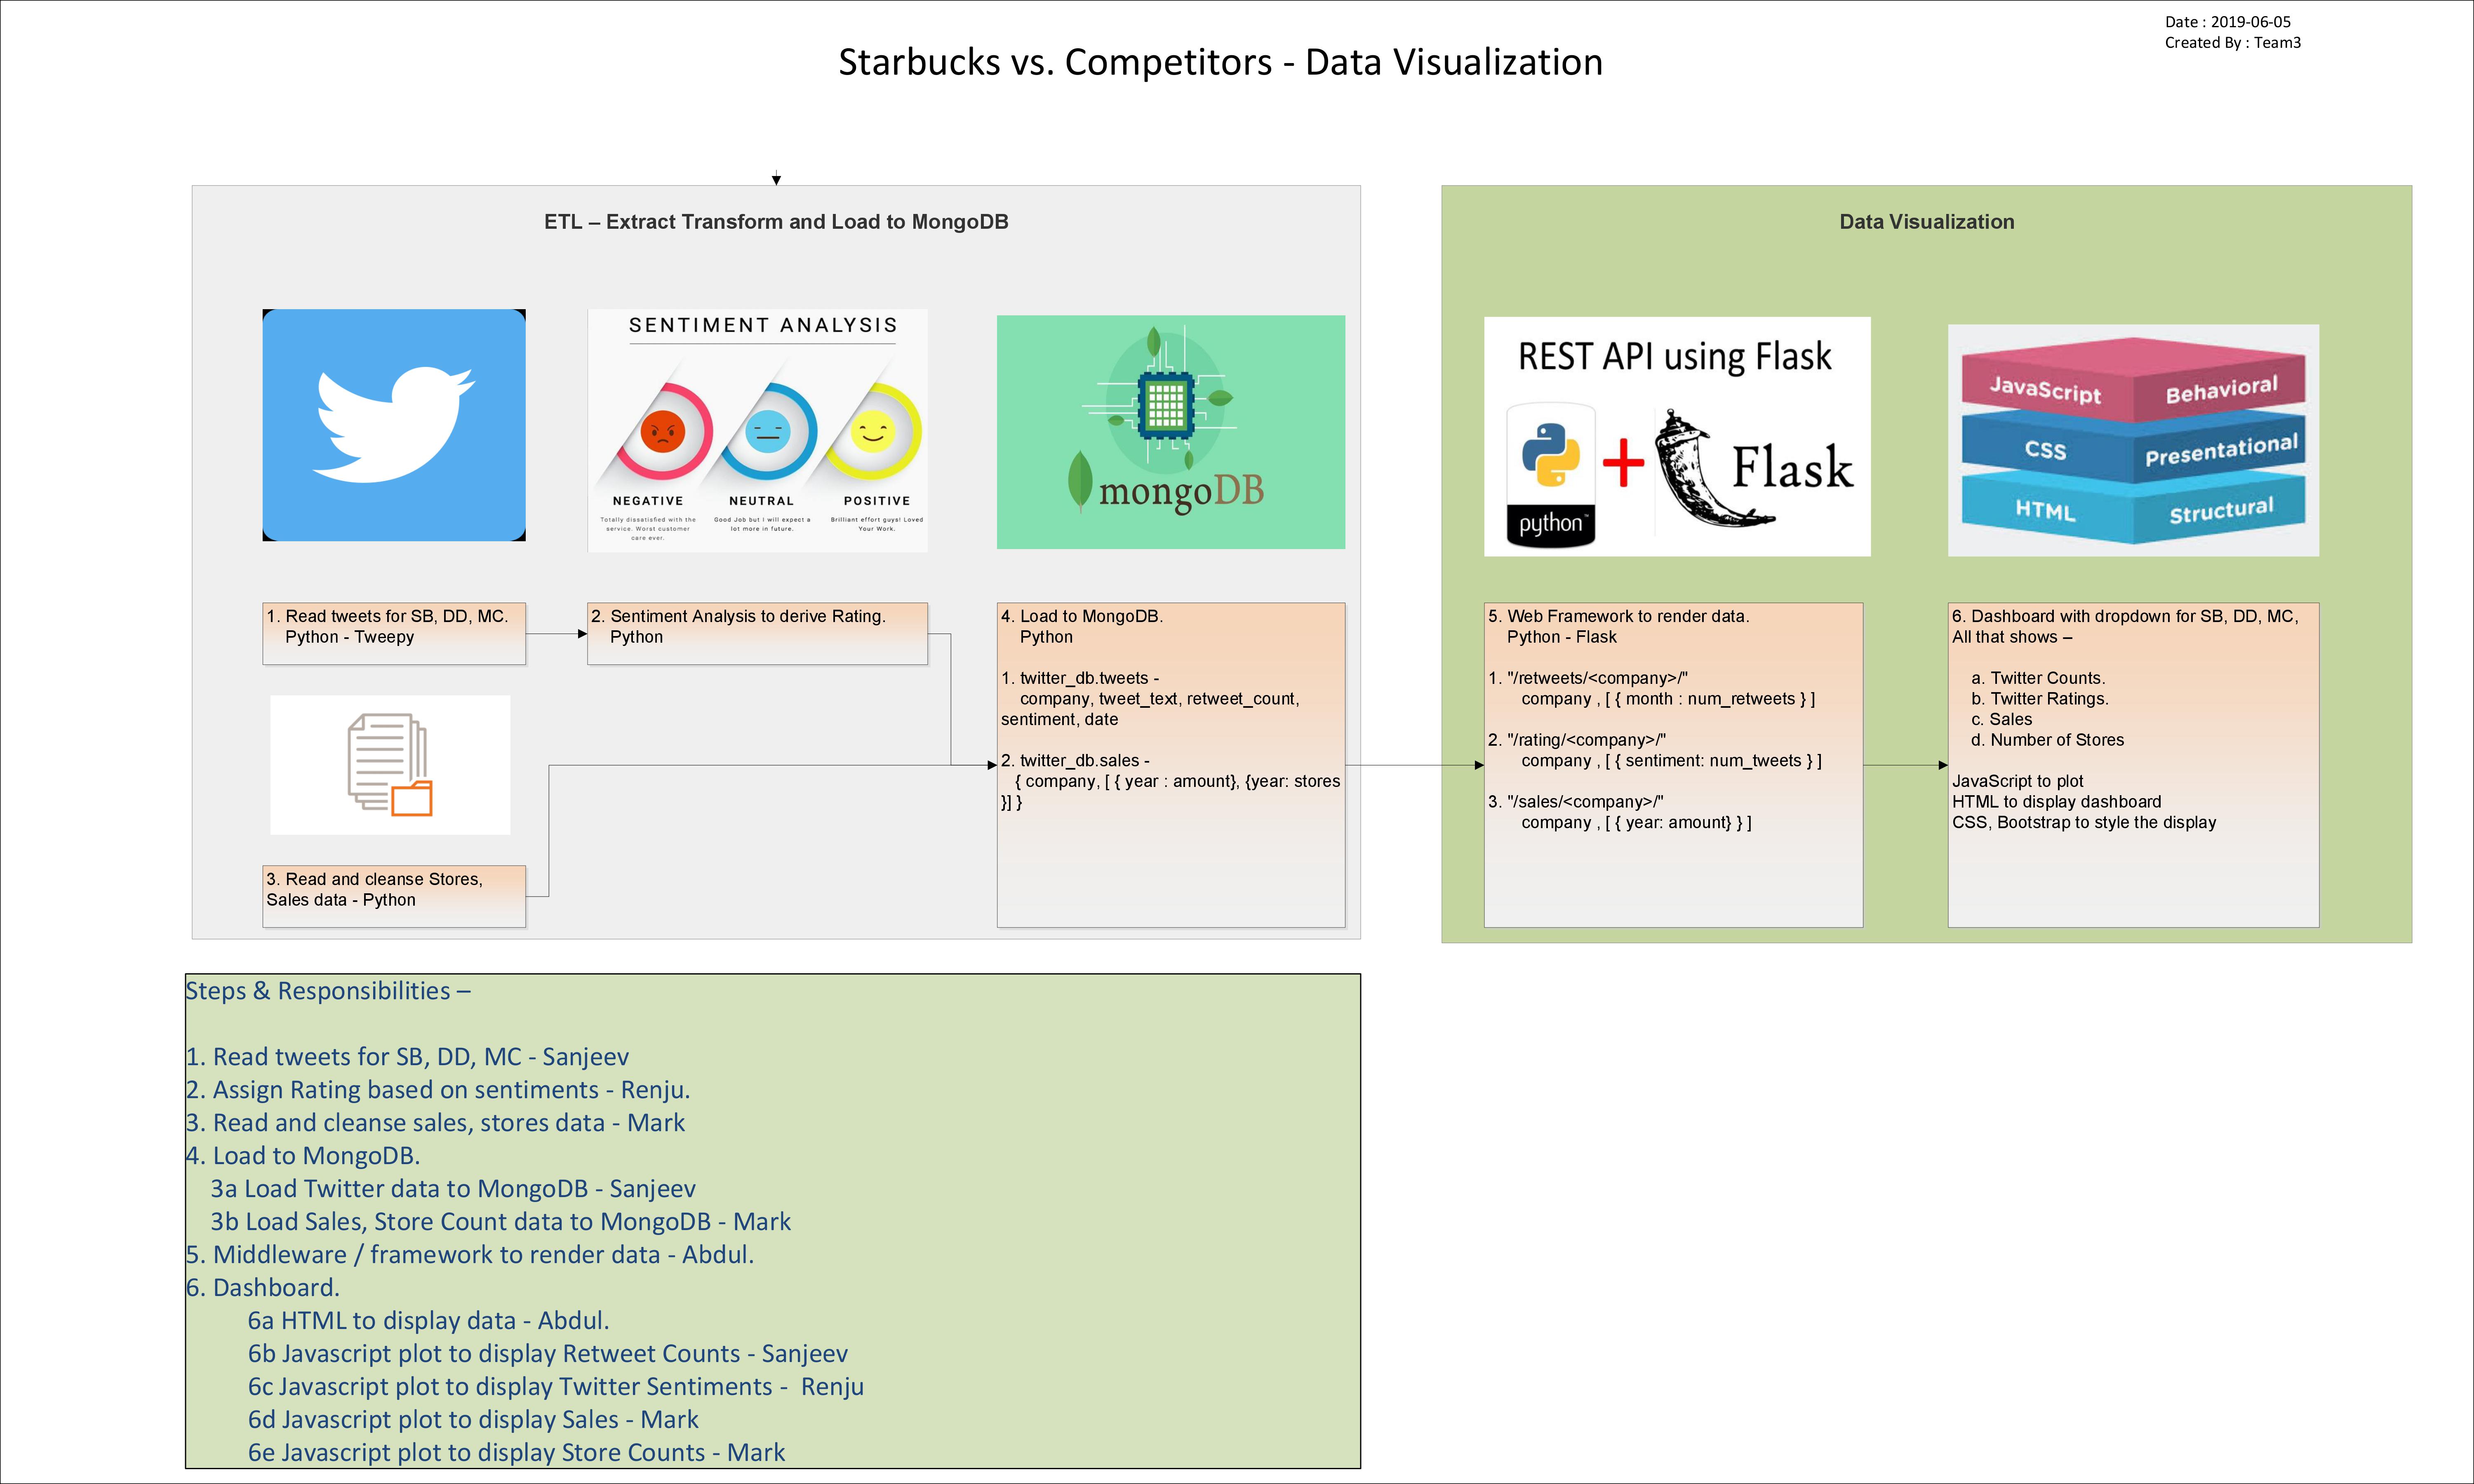 Date : 2019-06-05
Created By : Team3
Starbucks vs. Competitors - Data Visualization
ETL – Extract Transform and Load to MongoDB
SENTIMENT ANALYSIS
NEGATIVE
Totally dissatisfied with the
service. Worst customer
care ever.
NEUTRAL
Good Job but I will expect a
lot more in future.
POSITIVE
Brilliant effort guys! Loved
Your Work.
mongoDB
1. Read tweets for SB, DD, MC.
Python - Tweepy
2. Sentiment Analysis to derive Rating.
Python
3. Read and cleanse Stores,
Sales data - Python
4. Load to MongoDB.
Python
1. twitter_db.tweets -
company, tweet_text, retweet_count,
sentiment, date
2. twitter_db.sales -
{ company, [ { year : amount}, {year: stores
}] }
Data Visualization
REST API using Flask
python™
+
Flask
JavaScript Behavioral
CSS Presentational
HTML Structural
5. Web Framework to render data.
Python - Flask
1. "/retweets/<company>/"
company , [ { month : num_retweets } ]
2. "/rating/<company>/"
company , [ { sentiment: num_tweets } ]
3. "/sales/<company>/"
company , [ { year: amount} } ]
6. Dashboard with dropdown for SB, DD, MC,
All that shows –
a. Twitter Counts.
b. Twitter Ratings.
c. Sales
d. Number of Stores
JavaScript to plot
HTML to display dashboard
CSS, Bootstrap to style the display
Steps & Responsibilities –
1. Read tweets for SB, DD, MC - Sanjeev
2. Assign Rating based on sentiments - Renju.
3. Read and cleanse sales, stores data - Mark
4. Load to MongoDB.
3a Load Twitter data to MongoDB - Sanjeev
3b Load Sales, Store Count data to MongoDB - Mark
5. Middleware / framework to render data - Abdul.
6. Dashboard.
6a HTML to display data - Abdul.
6b Javascript plot to display Retweet Counts - Sanjeev
6c Javascript plot to display Twitter Sentiments -  Renju
6d Javascript plot to display Sales - Mark
6e Javascript plot to display Store Counts - Mark